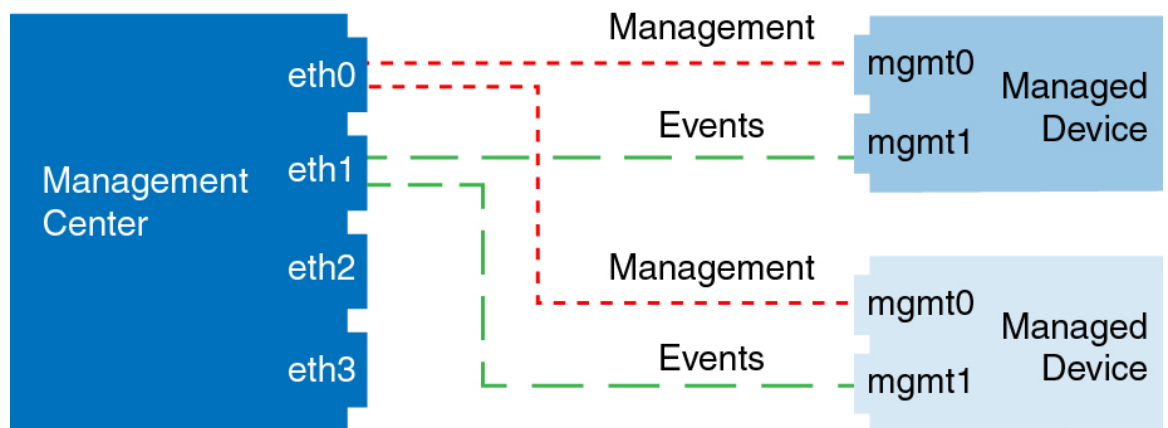 Management
Center
eth0
eth1
eth2
eth3
Management
Events
mgmt0
mgmt1
Managed
Device
Management
Events
mgmt0
mgmt1
Managed
Device